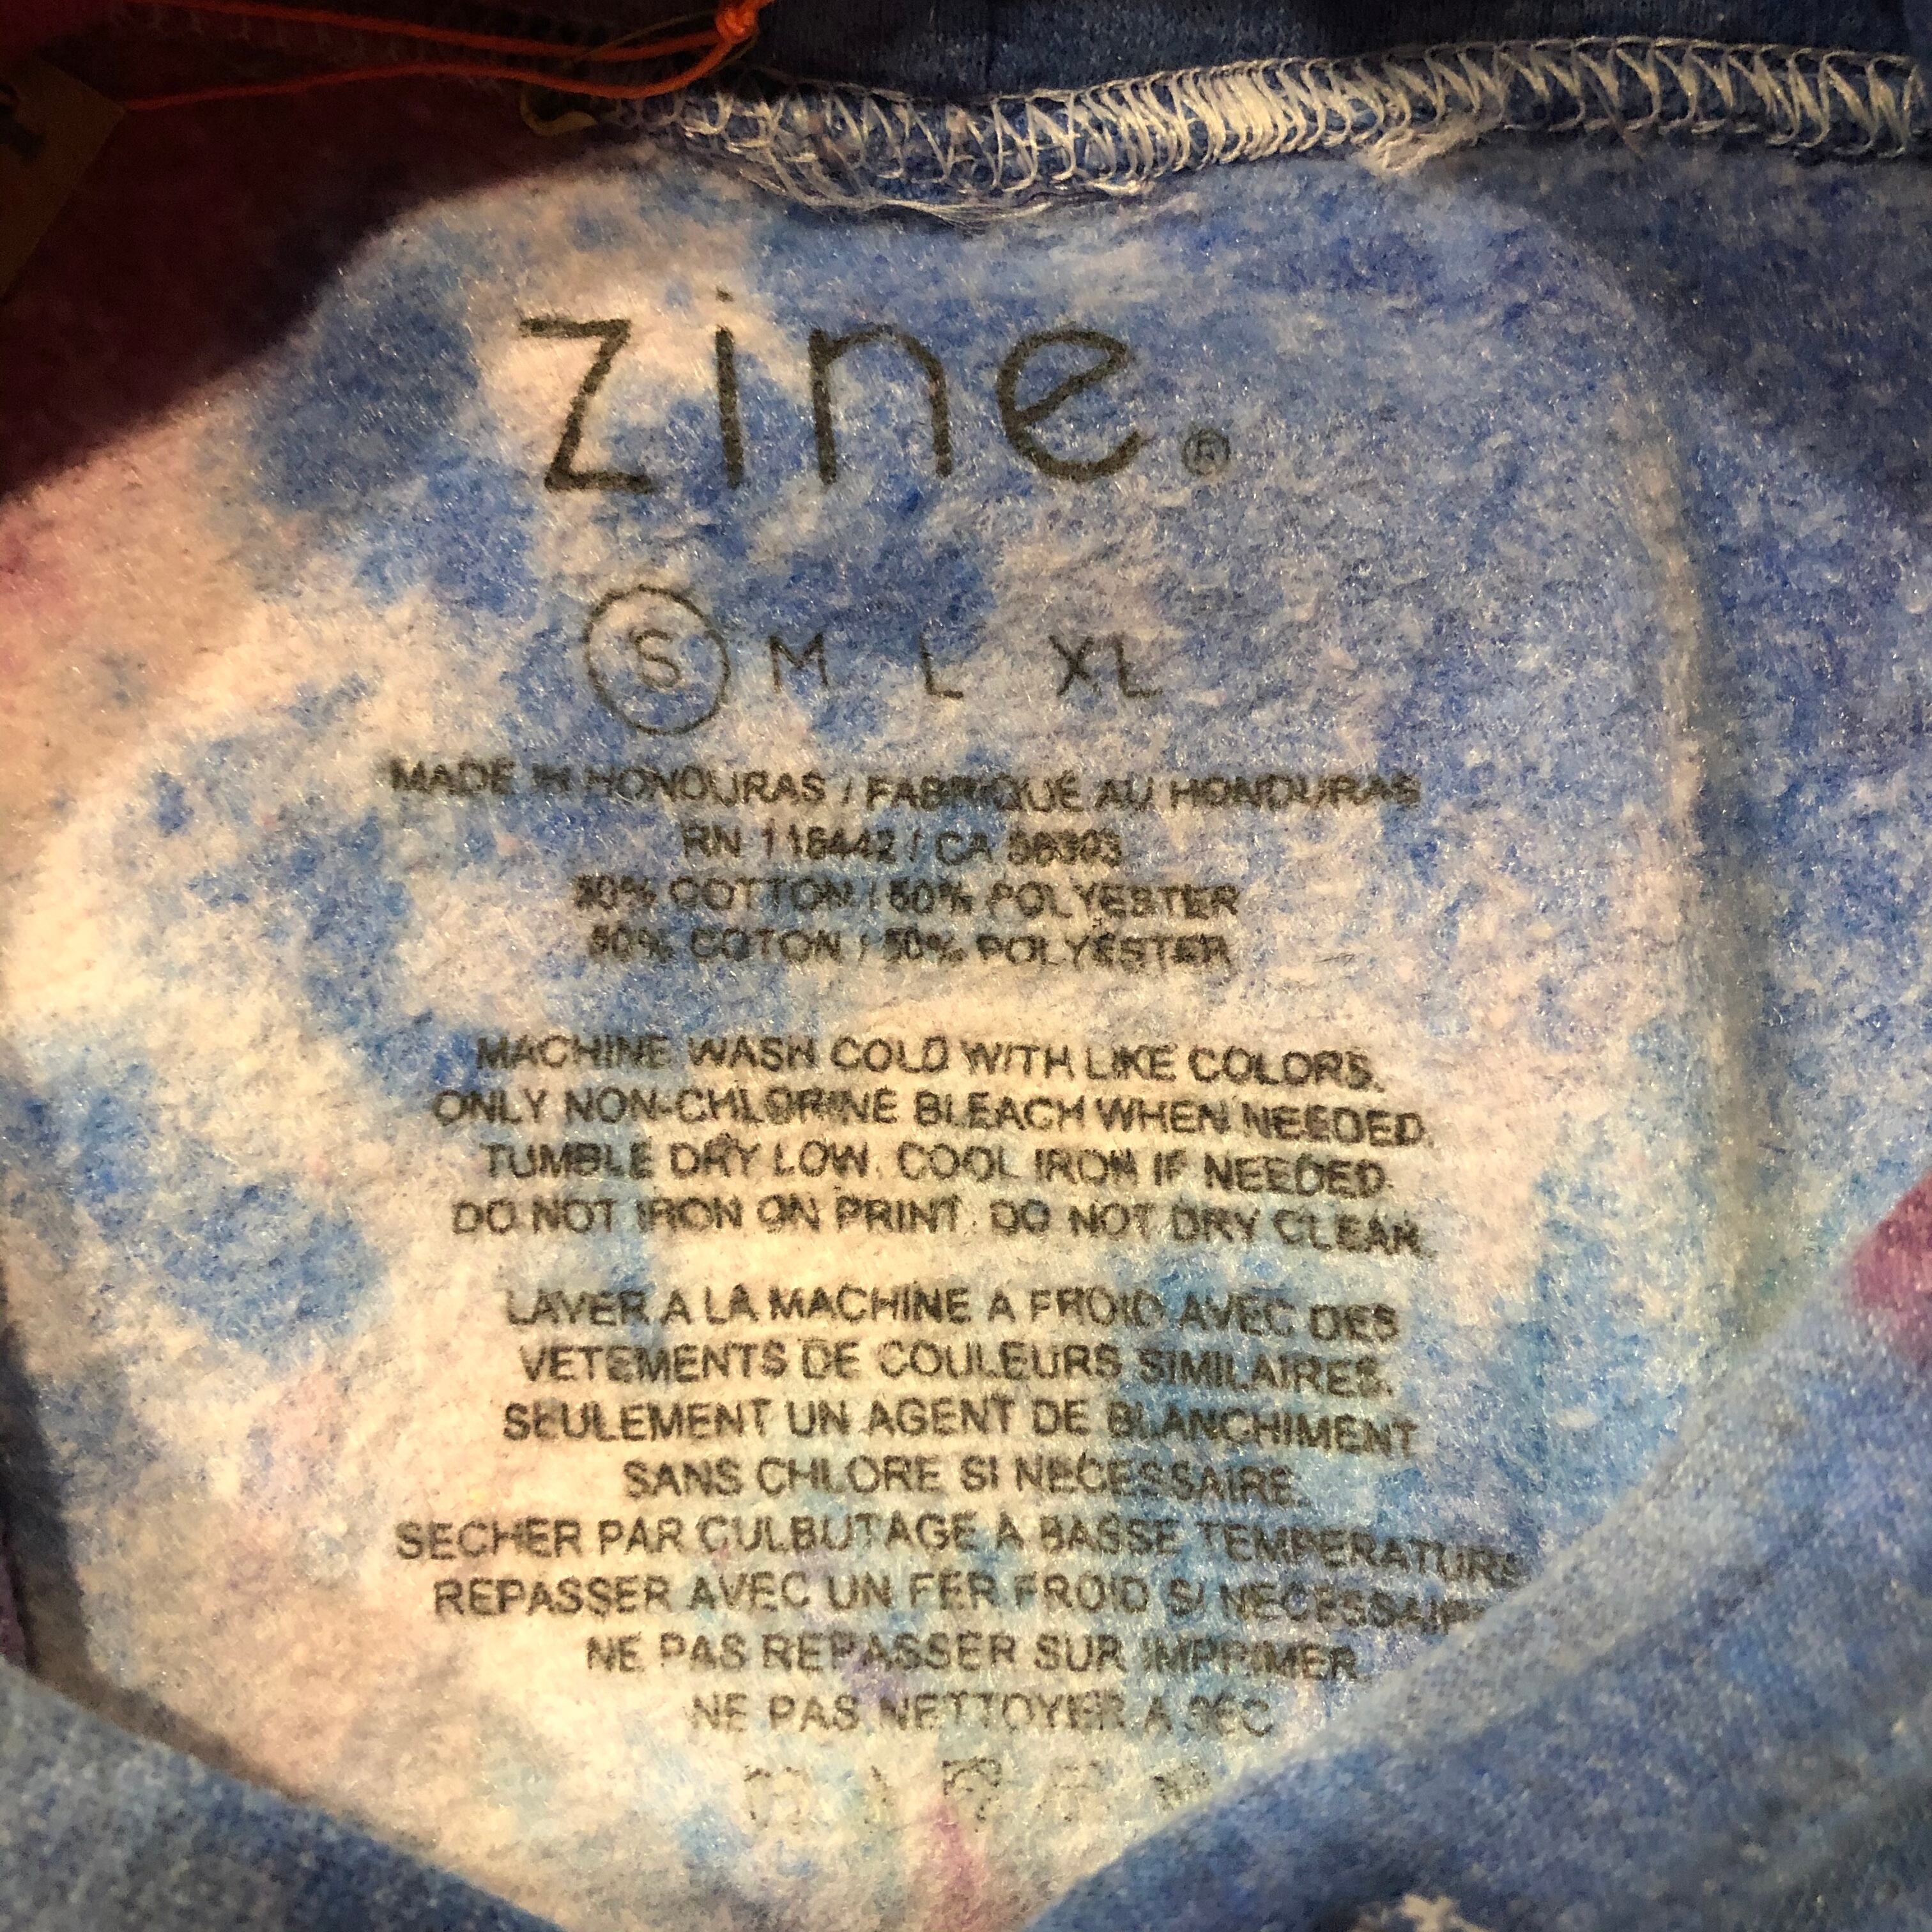 zine®
S M L XL
MADE IN HONDURAS / FABRIQUÉ AU HONDURAS
RN 116442 / CA 56303
50% COTTON / 50% POLYESTER
50% COTON / 50% POLYESTER
MACHINE WASH COLD WITH LIKE COLORS.
ONLY NON-CHLORINE BLEACH WHEN NEEDED.
TUMBLE DRY LOW. COOL IRON IF NEEDED.
DO NOT IRON ON PRINT. DO NOT DRY CLEAN.
LAVER A LA MACHINE A FROID AVEC DES
VETEMENTS DE COULEURS SIMILAIRES.
SEULEMENT UN AGENT DE BLANCHIMENT
SANS CHLORE SI NECESSAIRE.
SECHER PAR CULBUTAGE A BASSE TEMPERATURE
REPASSER AVEC UN FER FROID SI NECESSAIR
NE PAS REPASSER SUR IMPRIMER
NE PAS NETTOYER A SEC